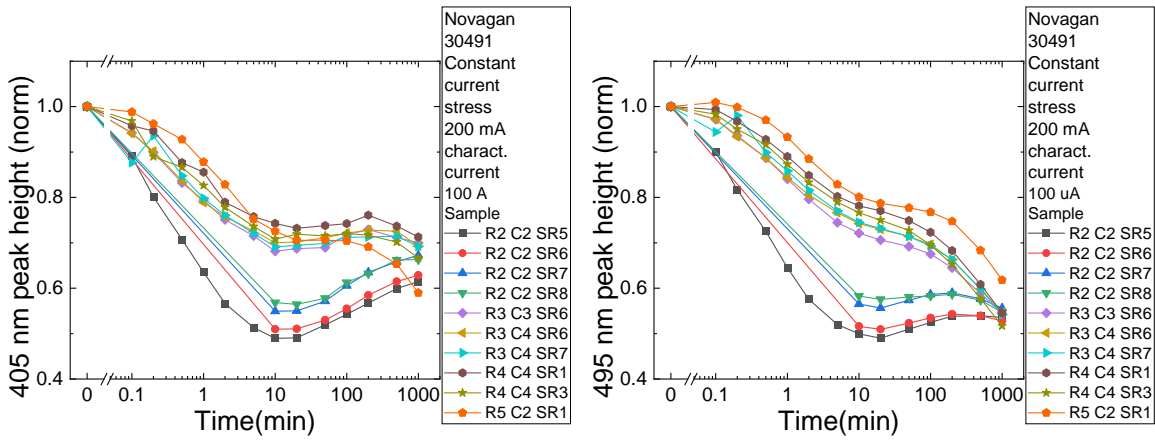 405 nm peak height (norm)
1.0
0.8
0.6
0.4
0
0.1
1
10
100
1000
Time(min)
Novagan
30491
Constant
current
stress
200 mA
charact.
current
100 A
Sample
R2 C2 SR5
R2 C2 SR6
R2 C2 SR7
R2 C2 SR8
R3 C3 SR6
R3 C4 SR6
R3 C4 SR7
R4 C4 SR1
R4 C4 SR3
R5 C2 SR1
495 nm peak height (norm)
1.0
0.8
0.6
0.4
0
0.1
1
10
100
1000
Time(min)
Novagan
30491
Constant
current
stress
200 mA
charact.
current
100 uA
Sample
R2 C2 SR5
R2 C2 SR6
R2 C2 SR7
R2 C2 SR8
R3 C3 SR6
R3 C4 SR6
R3 C4 SR7
R4 C4 SR1
R4 C4 SR3
R5 C2 SR1